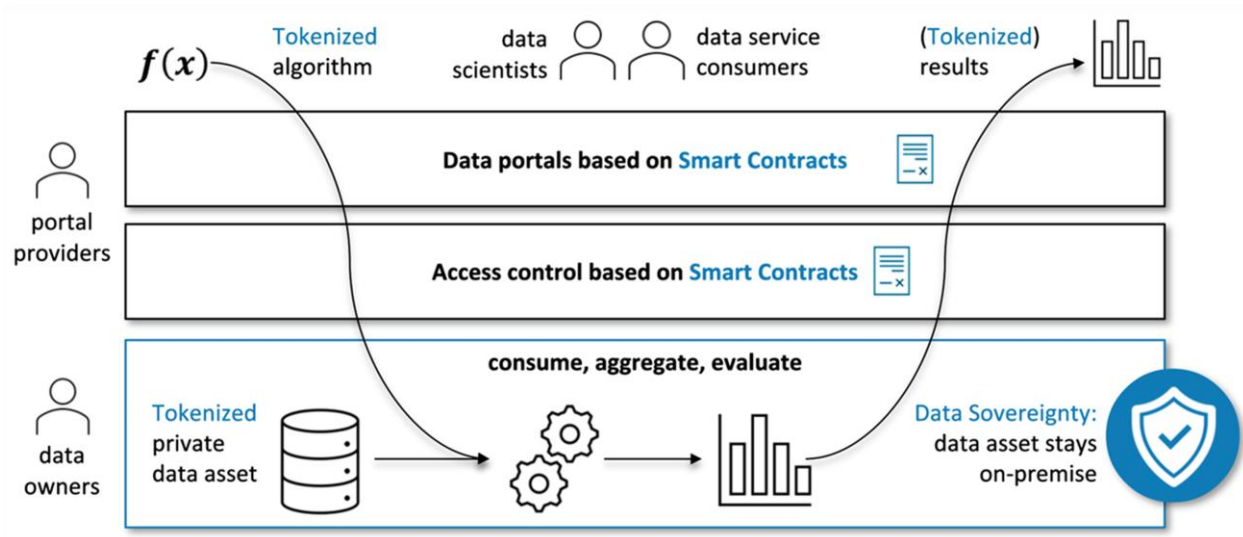 f(x)
Tokenized
algorithm
data
scientists
data service
consumers
(Tokenized)
results
portal
providers
Data portals based on Smart Contracts
Access control based on Smart Contracts
data
owners
consume, aggregate, evaluate
Tokenized
private
data asset
Data Sovereignty:
data asset stays
on-premise